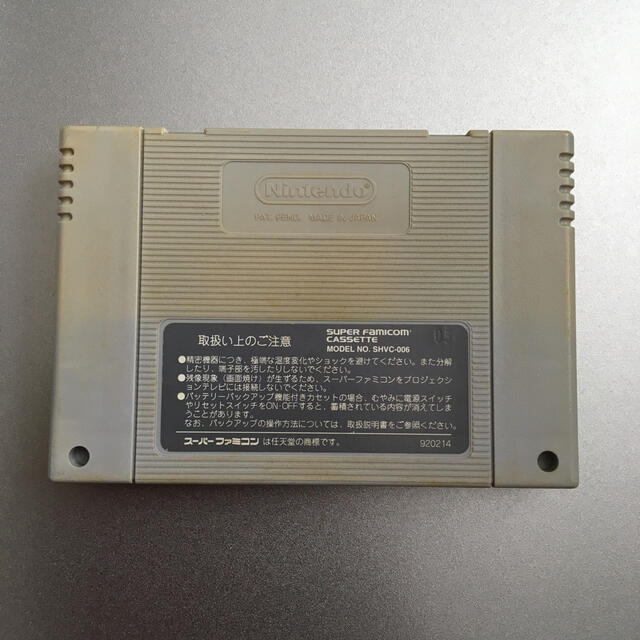 Nintendo®
PAT. PEND. MADE IN JAPAN
取扱い上のご注意
SUPER FAMICOM
CASSETTE
MODEL NO. SHVC-006
●精密機器につき、極端な温度変化やショックを避けてください。また分解
したり、端子部を汚したりしないでください。
●残像現象(画面焼け)が生ずるため、スーパーファミコンをプロジェクシ
ョンテレビには接続しないでください。
●バッテリーバックアップ機能付きカセットの場合、むやみに電源スイッチ
やリセットスイッチをON・OFFすると、蓄積されている内容が消えてしま
うことがあります。
なお、バックアップの操作方法については、取扱説明書をご参照ください。
スーパーファミコンは任天堂の商標です。
920214